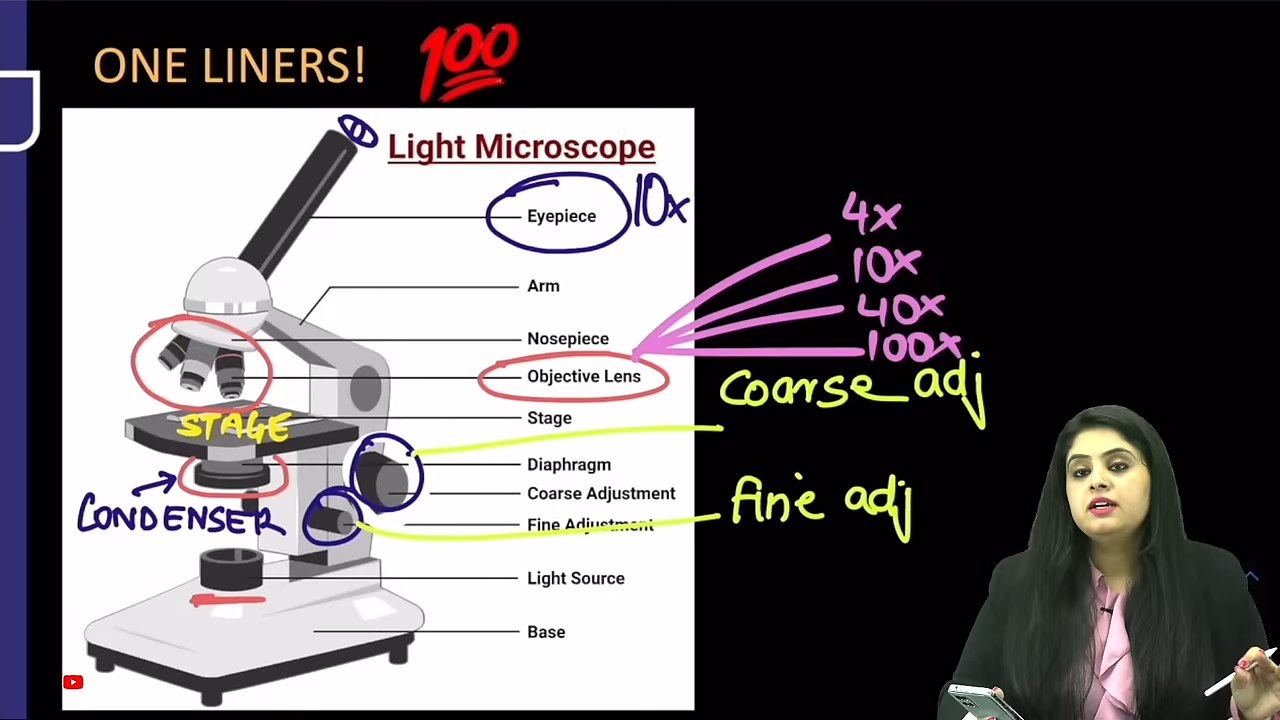 ONE LINERS! 💯
Light Microscope
Eyepiece 10x
Arm
Nosepiece
Objective Lens
Stage
Diaphragm
Coarse Adjustment
Fine Adjustment
Light Source
Base
4x
10x
40x
100x
Coarse adj
fine adj
STAGE
CONDENSER